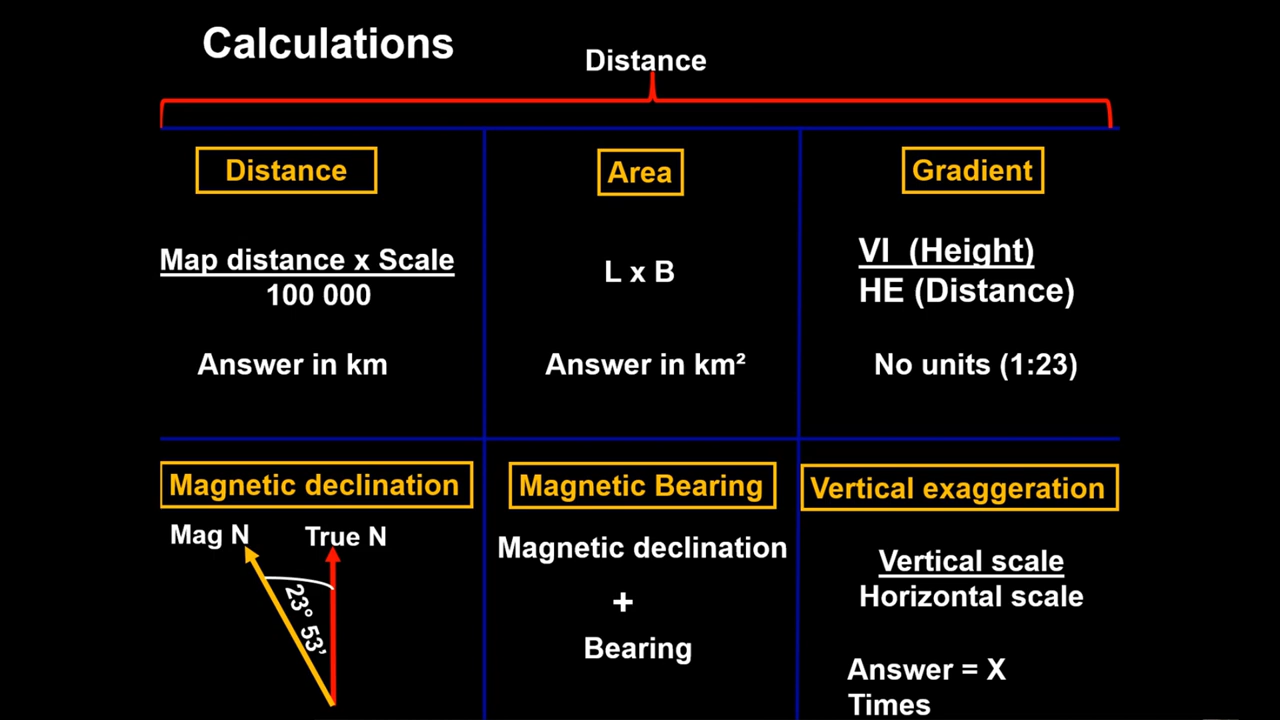 Calculations
Distance
Distance
Map distance x Scale
100 000
Answer in km
Area
L x B
Answer in km²
Gradient
VI (Height)
HE (Distance)
No units (1:23)
Magnetic declination
Mag N
True N
23° 53’
Magnetic Bearing
Magnetic declination
+
Bearing
Vertical exaggeration
Vertical scale
Horizontal scale
Answer = X
Times